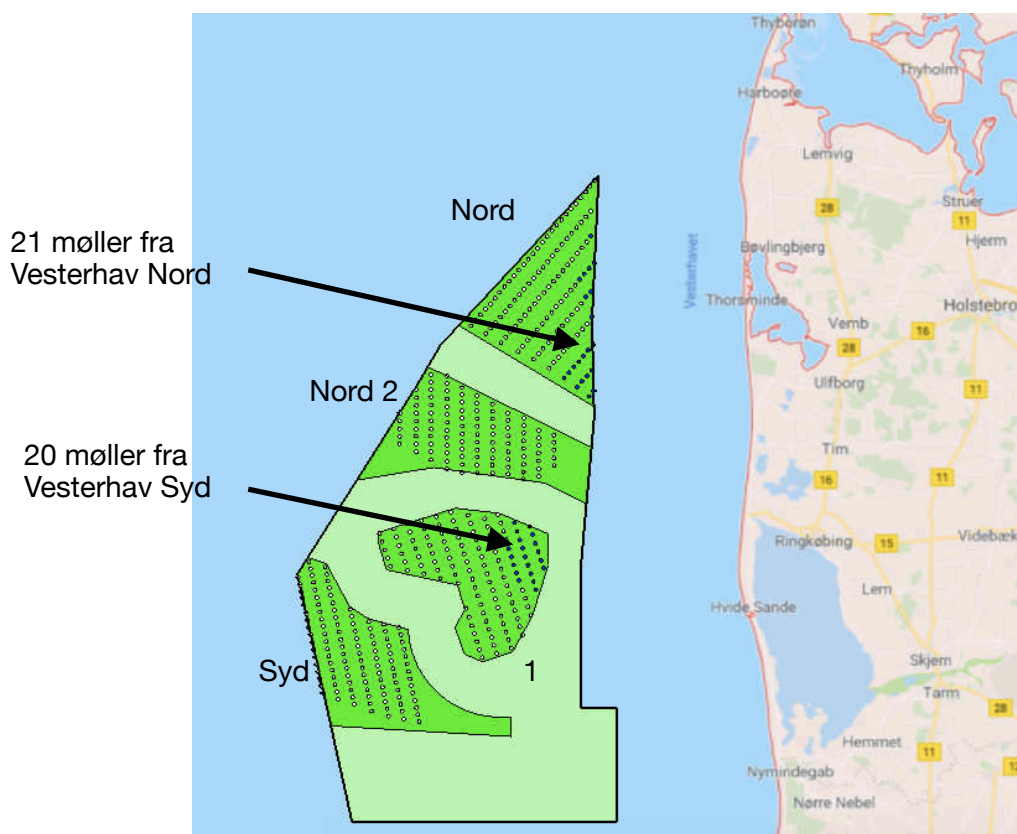 Thyborøn
Thyholm
Harboøre
Lemvig
Struer
28
11
Nord
Hjerm
21 møller fra
Vesterhav Nord
Bøvlingbjerg
Vesterhavet
Thorsminde
Holstebro
Vemb
16
28
Nord 2
Ulfborg
11
20 møller fra
Vesterhav Syd
Tim
16
11
Ringkøbing
15
Videbæk
Lem
Hvide Sande
Syd
1
Skjern
Tarm
28
Hemmet
11
Nymindegab
Nørre Nebel